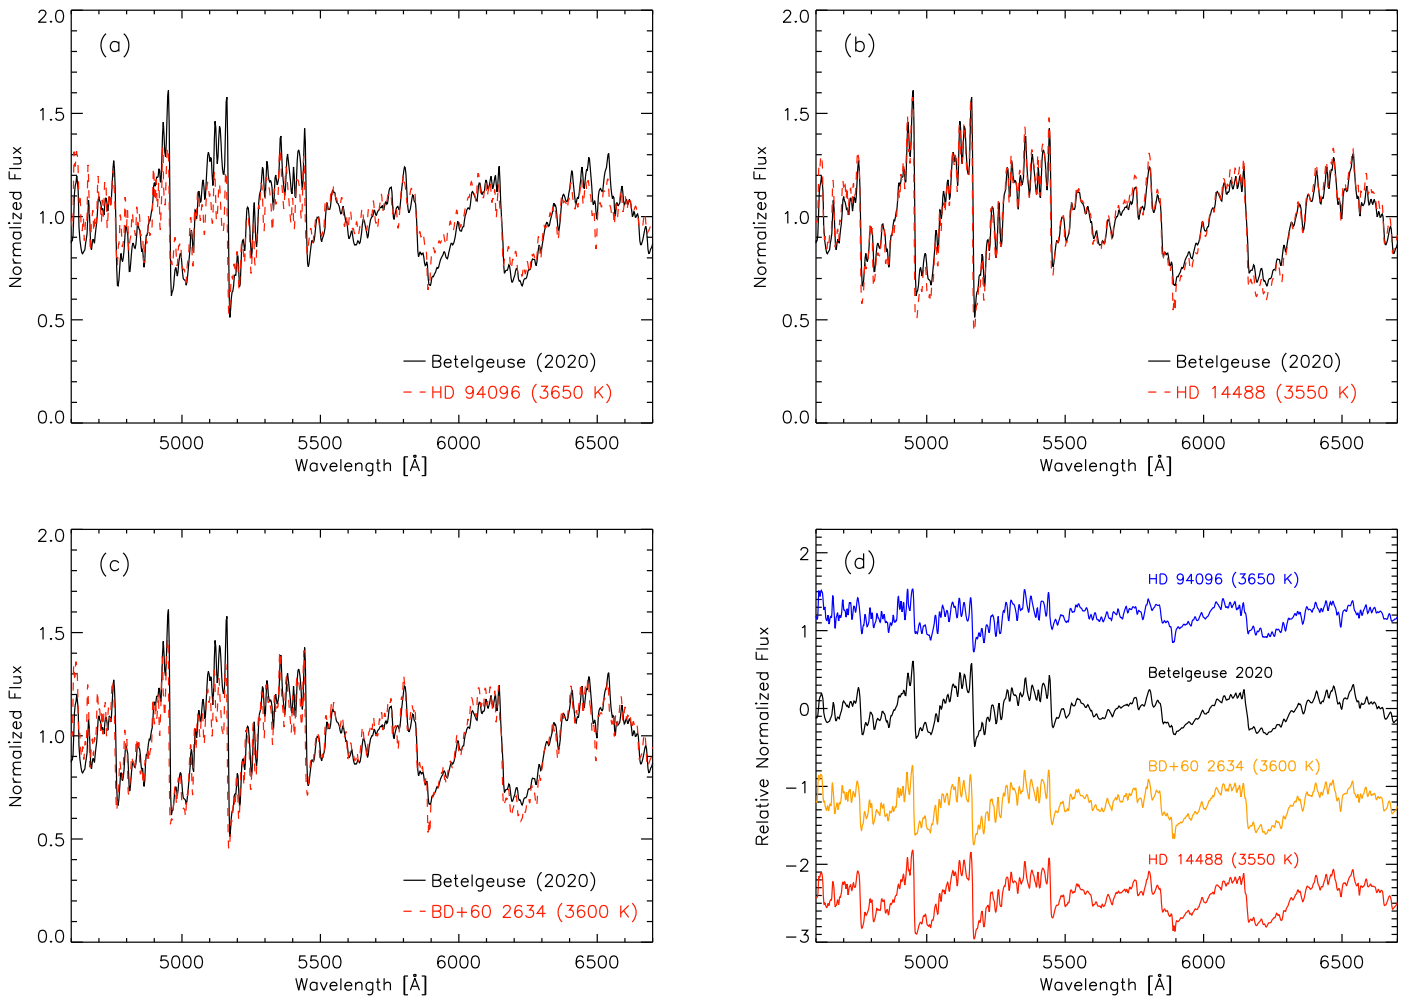 (a)
2.0
1.5
1.0
0.5
0.0
Normalized Flux
Betelgeuse (2020)
HD 94096 (3650 K)
5000 5500 6000 6500
Wavelength [Å]
(b)
2.0
1.5
1.0
0.5
0.0
Normalized Flux
Betelgeuse (2020)
HD 14488 (3550 K)
5000 5500 6000 6500
Wavelength [Å]
(c)
2.0
1.5
1.0
0.5
0.0
Normalized Flux
Betelgeuse (2020)
BD+60 2634 (3600 K)
5000 5500 6000 6500
Wavelength [Å]
(d)
2
1
0
−1
−2
−3
Relative Normalized Flux
HD 94096 (3650 K)
Betelgeuse 2020
BD+60 2634 (3600 K)
HD 14488 (3550 K)
5000 5500 6000 6500
Wavelength [Å]